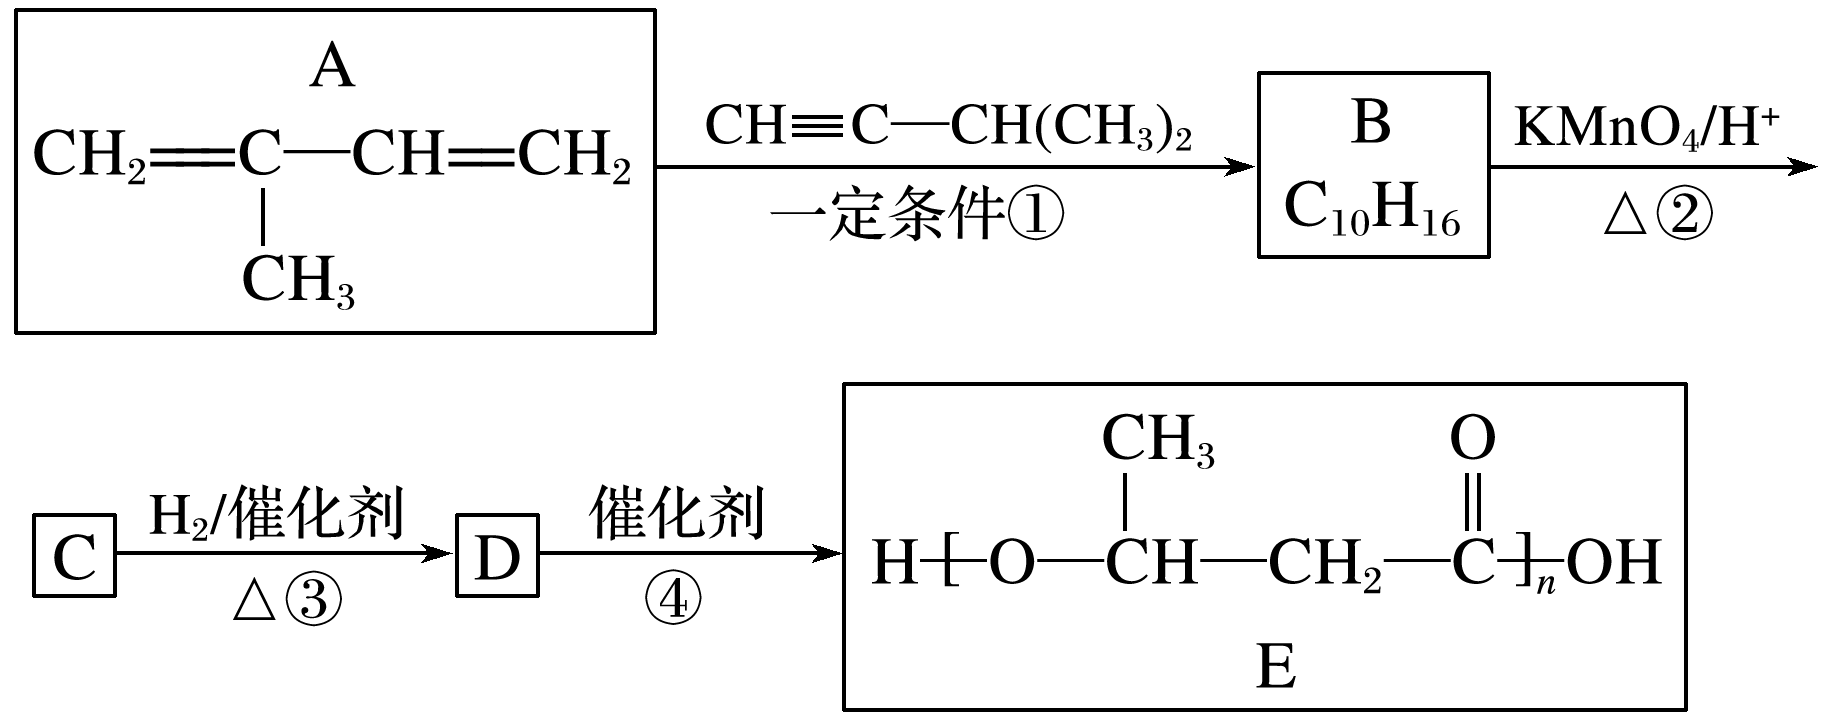 A
CH₂═C—CH═CH₂
CH₃
CH≡C—CH(CH₃)₂
一定条件①
B
C₁₀H₁₆
KMnO₄/H⁺
△②
C
H₂/催化剂
△③
D
催化剂
④
CH₃ O
H[O—CH—CH₂—C]ₙOH
E